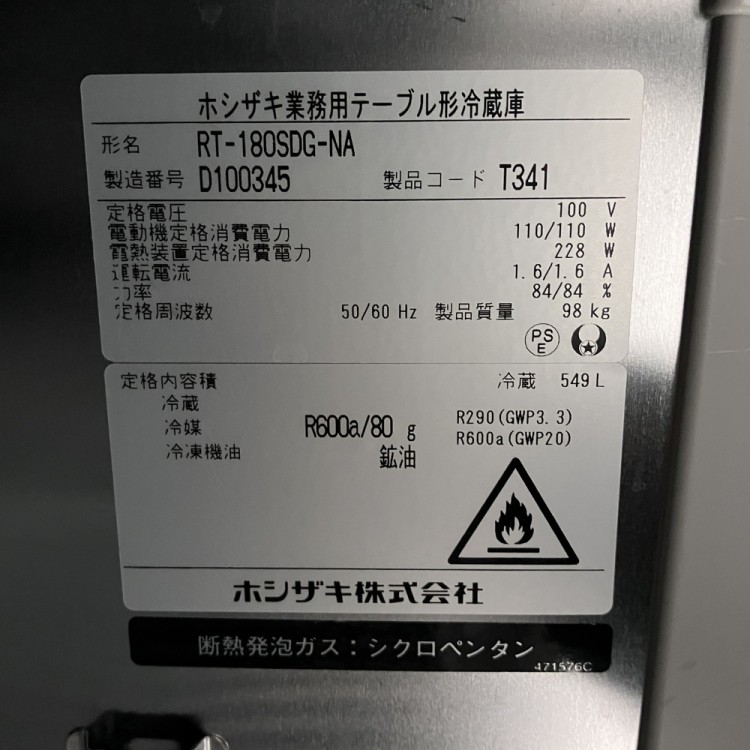 ホシザキ業務用テーブル形冷蔵庫
形名 RT-180SDG-NA
製造番号 D100345 製品コード T341
定格電圧 100 V
電動機定格消費電力 110/110 W
電熱装置定格消費電力 228 W
運転電流 1.6/1.6 A
力率 84/84 %
定格周波数 50/60 Hz 製品質量 98 kg
PS
E
定格内容積 冷蔵 549 L
冷蔵
冷媒 R600a/80 g R290(GWP3.3)
R600a(GWP20)
冷凍機油 鉱油
ホシザキ株式会社
断熱発泡ガス：シクロペンタン
471576C